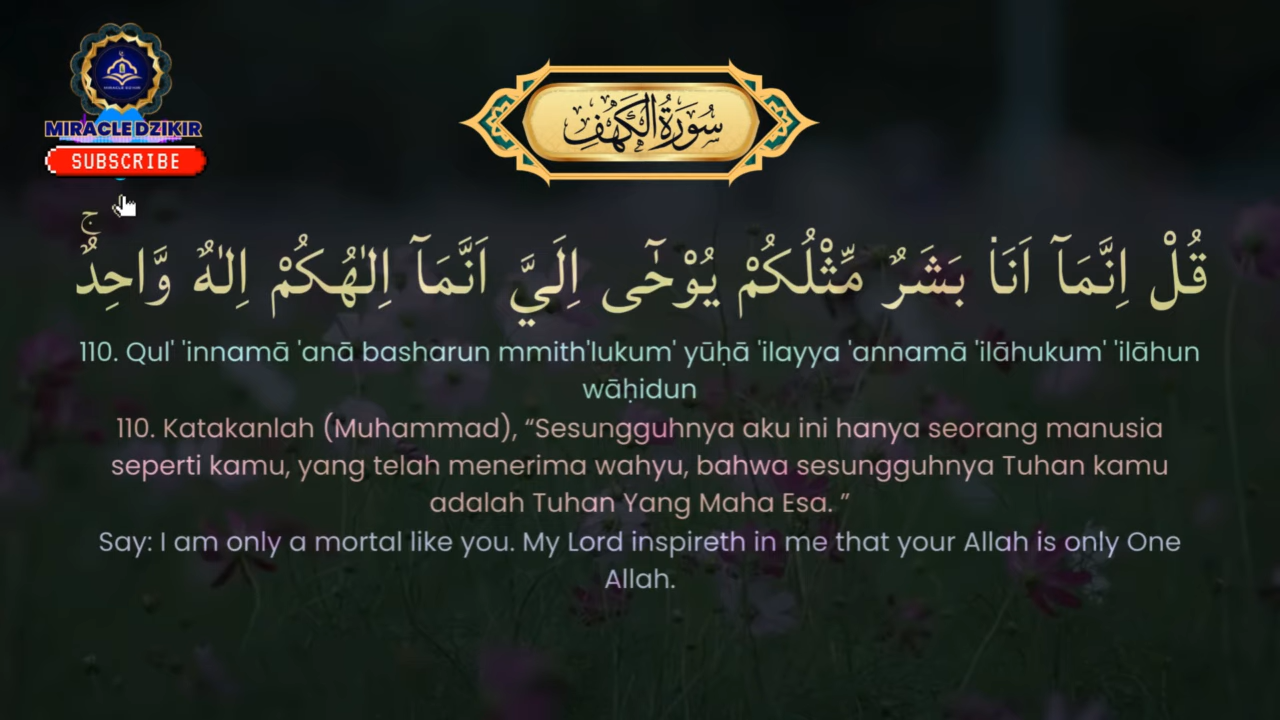 MIRACLE DZIKIR
SUBSCRIBE
سُورَةُ الْكَهْفِ
قُلْ اِنَّمَآ اَنَا۠ بَشَرٌ مِّثْلُكُمْ يُوْحٰٓى اِلَيَّ اَنَّمَآ اِلٰهُكُمْ اِلٰهٌ وَّاحِدٌۚ
110. Qul' 'innamā 'anā basharun mmith'lukum' yūḥā 'ilayya 'annamā 'ilāhukum' 'ilāhun
wāḥidun
110. Katakanlah (Muhammad), “Sesungguhnya aku ini hanya seorang manusia
seperti kamu, yang telah menerima wahyu, bahwa sesungguhnya Tuhan kamu
adalah Tuhan Yang Maha Esa. ”
Say: I am only a mortal like you. My Lord inspireth in me that your Allah is only One
Allah.